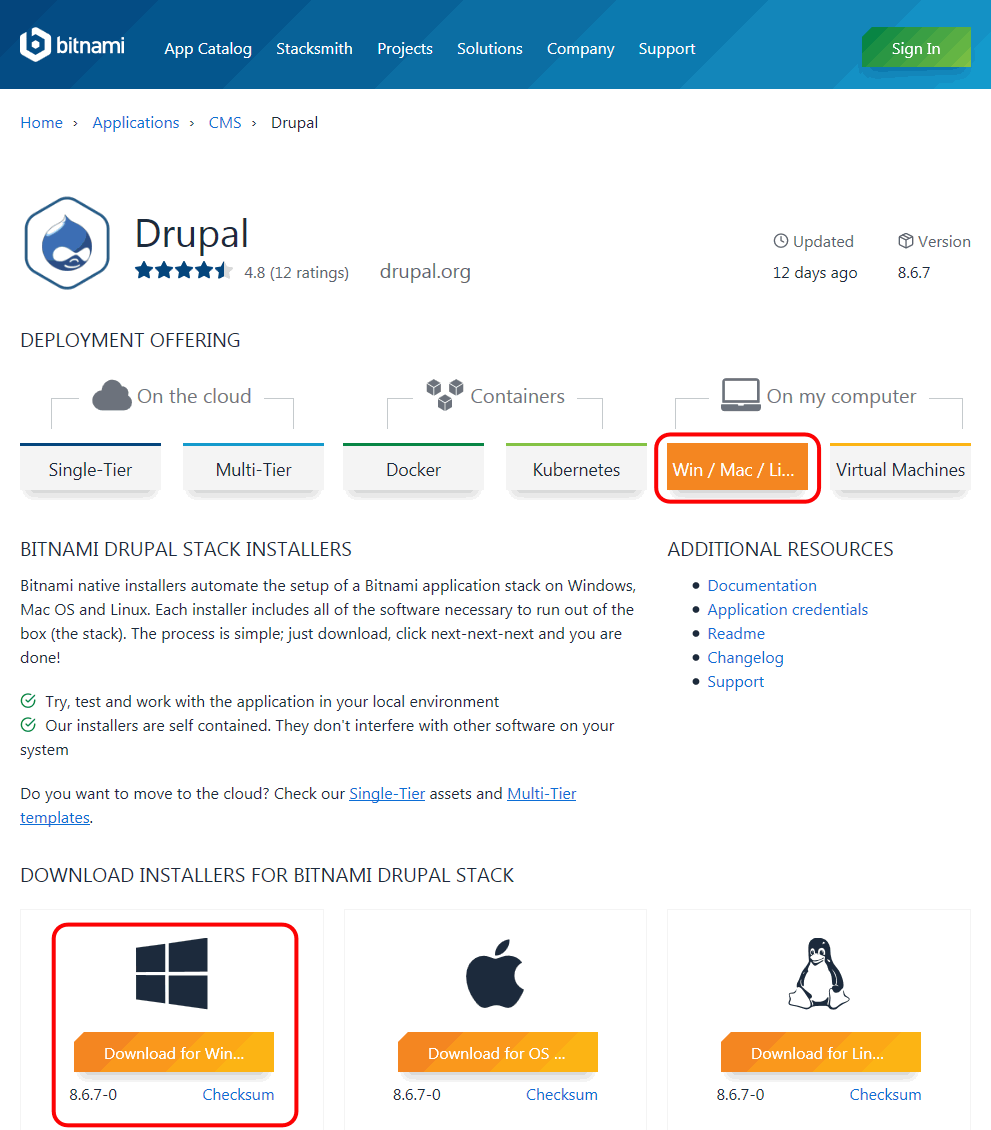 bitnami App Catalog Stacksmith Projects Solutions Company Support Sign In
Home › Applications › CMS › Drupal
Drupal
4.8 (12 ratings) drupal.org
Updated Version
12 days ago 8.6.7
DEPLOYMENT OFFERING
On the cloud Containers On my computer
Single-Tier Multi-Tier Docker Kubernetes Win / Mac / Li... Virtual Machines
BITNAMI DRUPAL STACK INSTALLERS
Bitnami native installers automate the setup of a Bitnami application stack on Windows,
Mac OS and Linux. Each installer includes all of the software necessary to run out of the
box (the stack). The process is simple; just download, click next-next-next and you are
done!
Try, test and work with the application in your local environment
Our installers are self contained. They don't interfere with other software on your
system
Do you want to move to the cloud? Check our Single-Tier assets and Multi-Tier
templates.
ADDITIONAL RESOURCES
Documentation
Application credentials
Readme
Changelog
Support
DOWNLOAD INSTALLERS FOR BITNAMI DRUPAL STACK
Download for Win... Download for OS ... Download for Lin...
8.6.7-0 Checksum 8.6.7-0 Checksum 8.6.7-0 Checksum